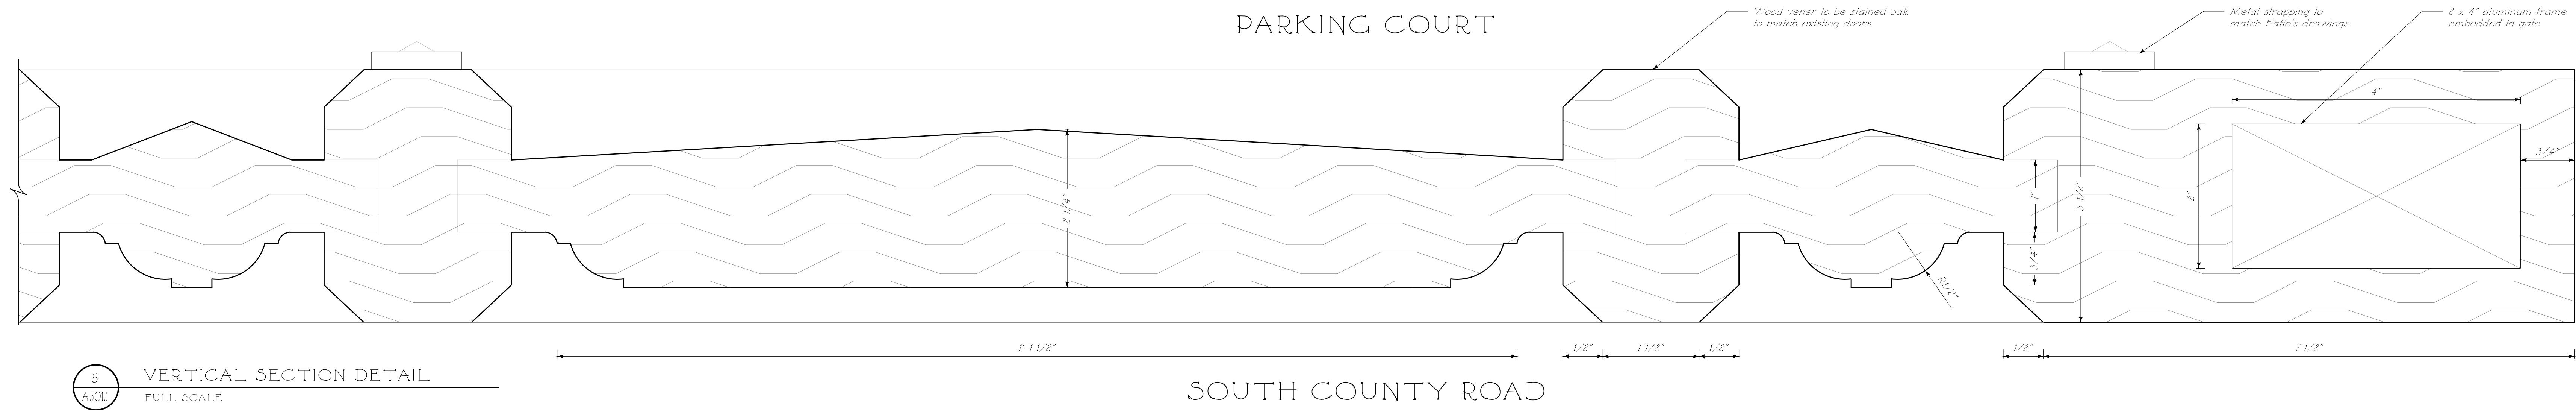 PARKING COURT
Wood vener to be stained oak
to match existing doors
Metal strapping to
match Fatio's drawings
2 x 4" aluminum frame
embedded in gate
4"
3/4"
2"
2 1/4"
1"
3 1/2"
3/4"
R1/2"
1'-1 1/2"
1/2"
1 1/2"
1/2"
1/2"
7 1/2"
5
A301.1
VERTICAL SECTION DETAIL
FULL SCALE
SOUTH COUNTY ROAD